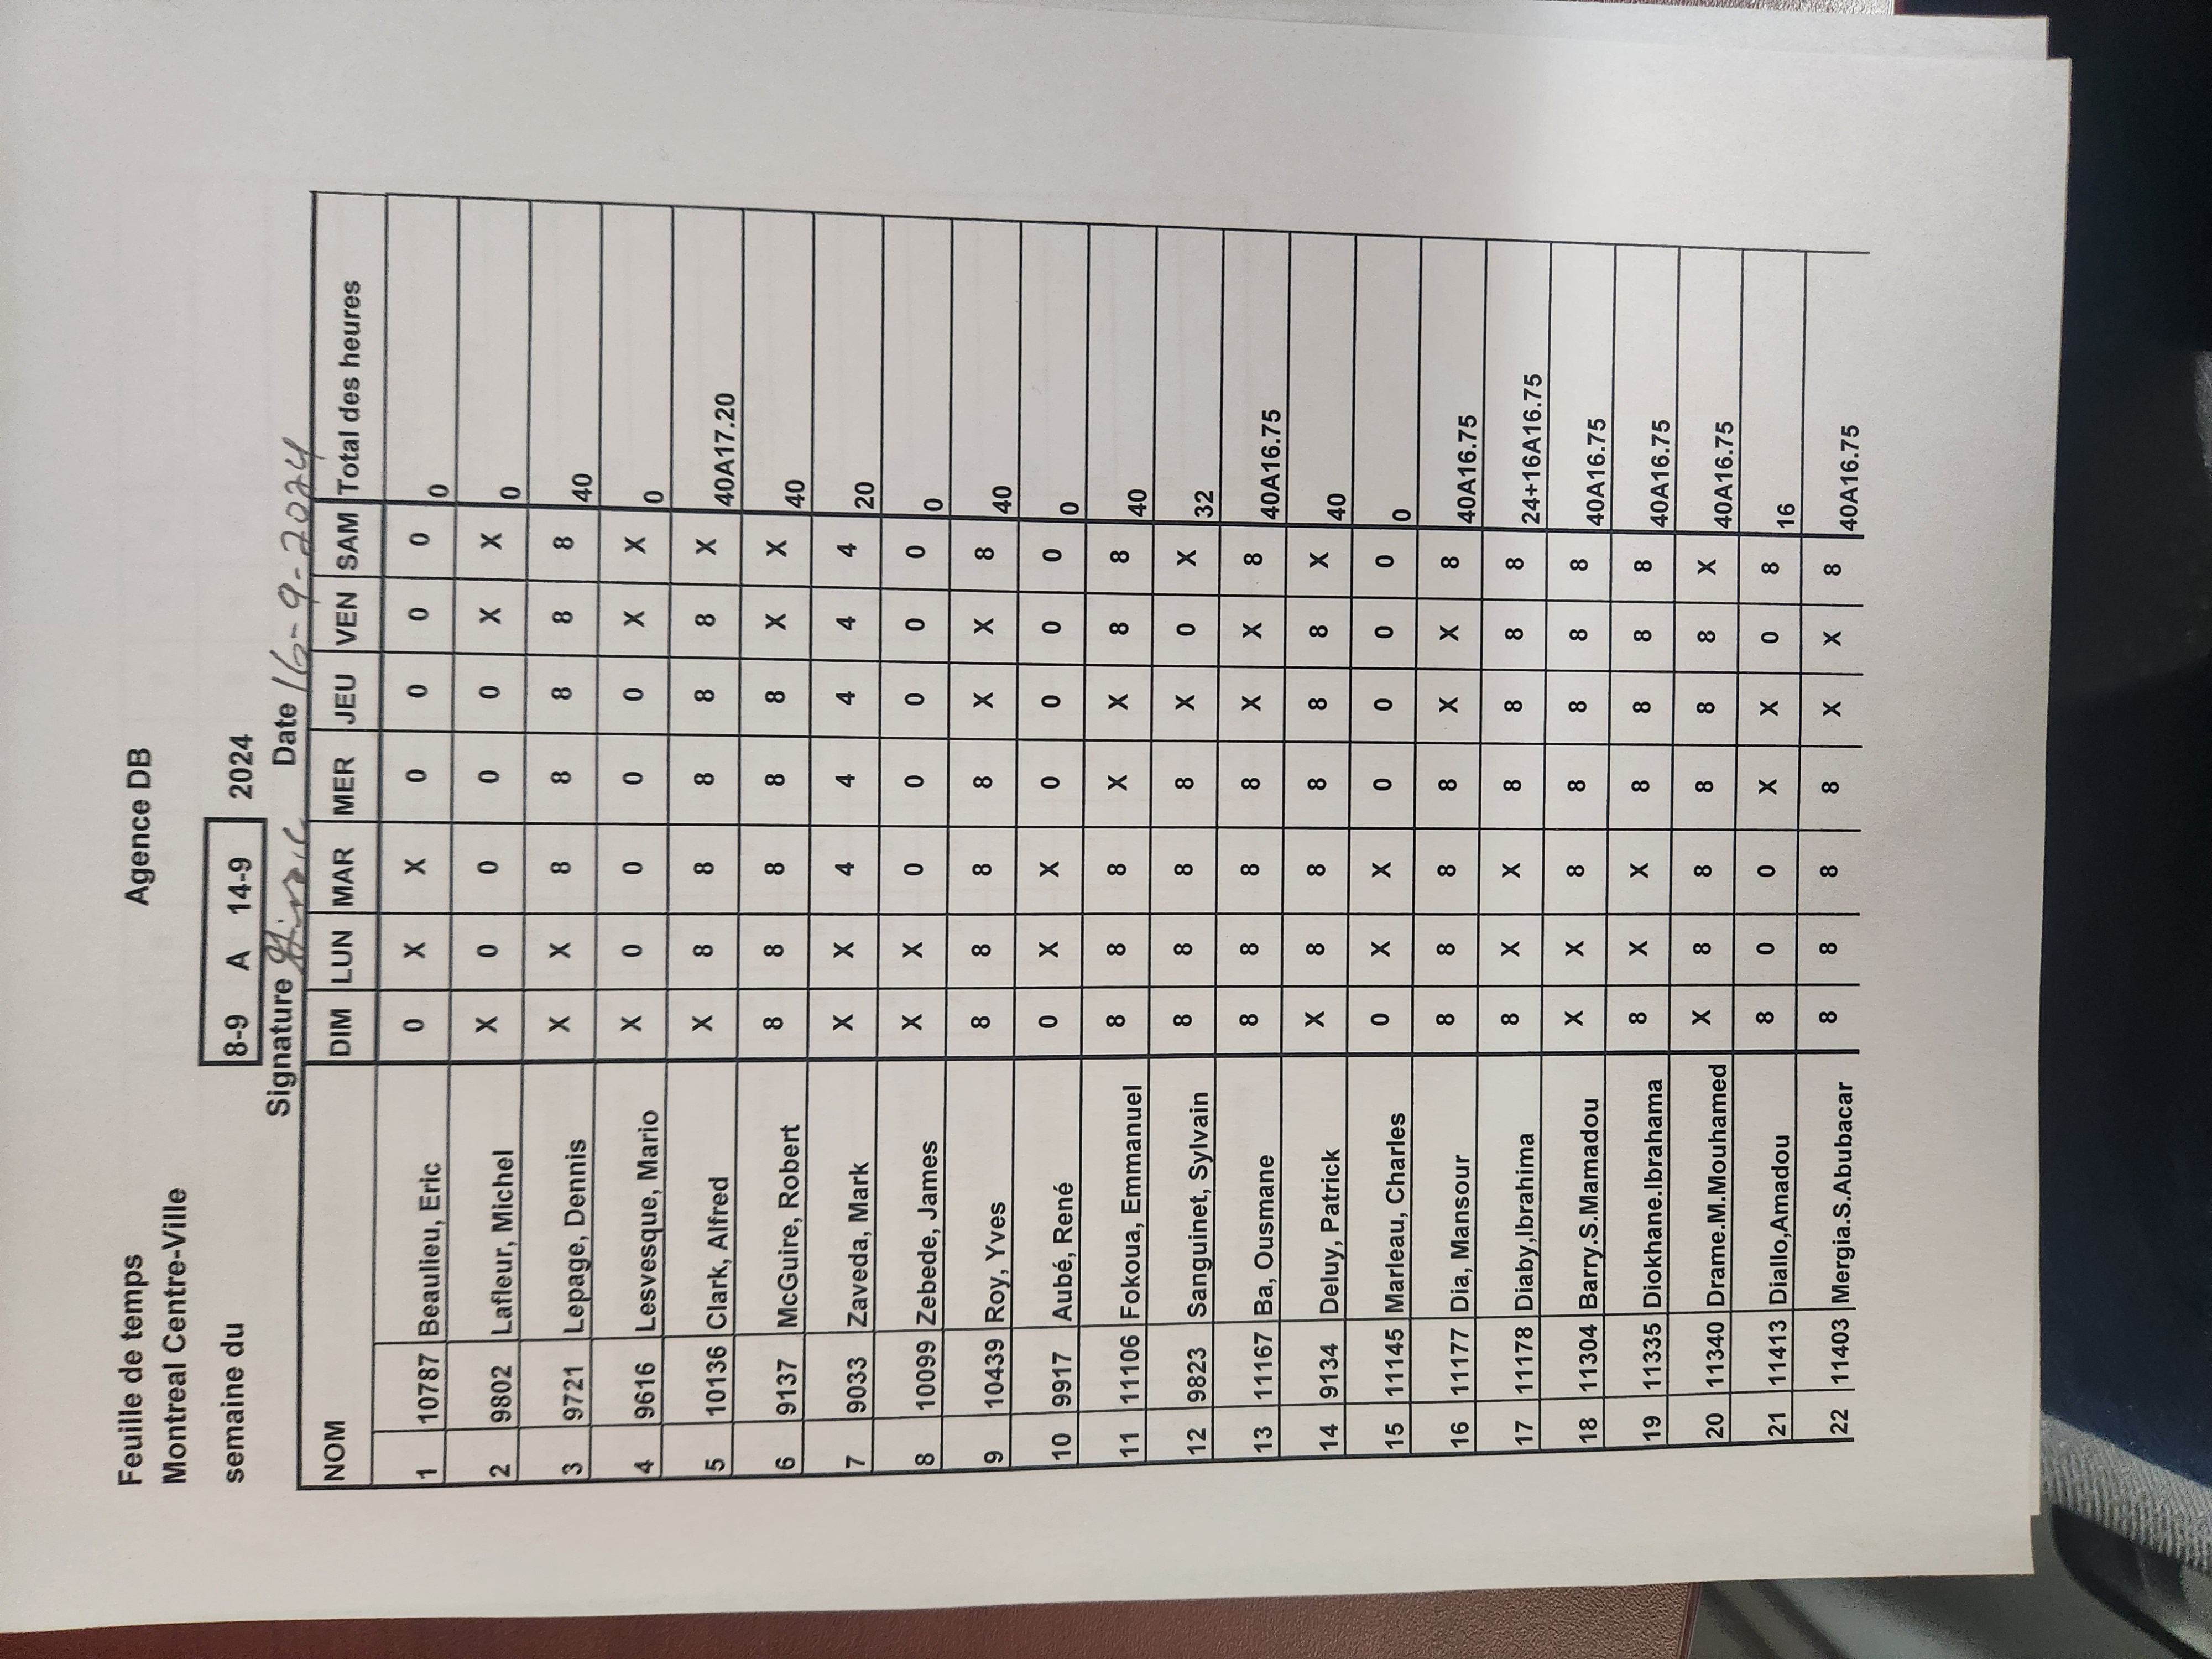 Feuille de temps Agence DB
Montreal Centre-Ville
semaine du 8-9 A 14-9 2024
Signature Date 16-9-2024
NOM DIM LUN MAR MER JEU VEN SAM Total des heures
1 10787 Beaulieu, Eric 0 X X 0 0 0 0 0
2 9802 Lafleur, Michel X 0 0 0 0 X X 0
3 9721 Lepage, Dennis X X 8 8 8 8 8 40
4 9616 Lesvesque, Mario X 0 0 0 0 X X 0
5 10136 Clark, Alfred X 8 8 8 8 8 X 40A17.20
6 9137 McGuire, Robert 8 8 8 8 8 X X 40
7 9033 Zaveda, Mark X X 4 4 4 4 4 20
8 10099 Zebede, James X X 0 0 0 0 0 0
9 10439 Roy, Yves 8 8 8 8 X X 8 40
10 9917 Aubé, René 0 X X 0 0 0 0 0
11 11106 Fokoua, Emmanuel 8 8 8 X X 8 8 40
12 9823 Sanguinet, Sylvain 8 8 8 8 X 0 X 32
13 11167 Ba, Ousmane 8 8 8 8 X X 8 40A16.75
14 9134 Deluy, Patrick X 8 8 8 8 8 X 40
15 11145 Marleau, Charles 0 X X 0 0 0 0 0
16 11177 Dia, Mansour 8 8 8 8 X X 8 40A16.75
17 11178 Diaby,Ibrahima 8 X X 8 8 8 8 24+16A16.75
18 11304 Barry.S.Mamadou X X 8 8 8 8 8 40A16.75
19 11335 Diokhane.Ibrahama 8 X X 8 8 8 8 40A16.75
20 11340 Drame.M.Mouhamed X 8 8 8 8 8 X 40A16.75
21 11413 Diallo,Amadou 8 0 0 X X 0 8 16
22 11403 Mergia.S.Abubacar 8 8 8 8 X X 8 40A16.75